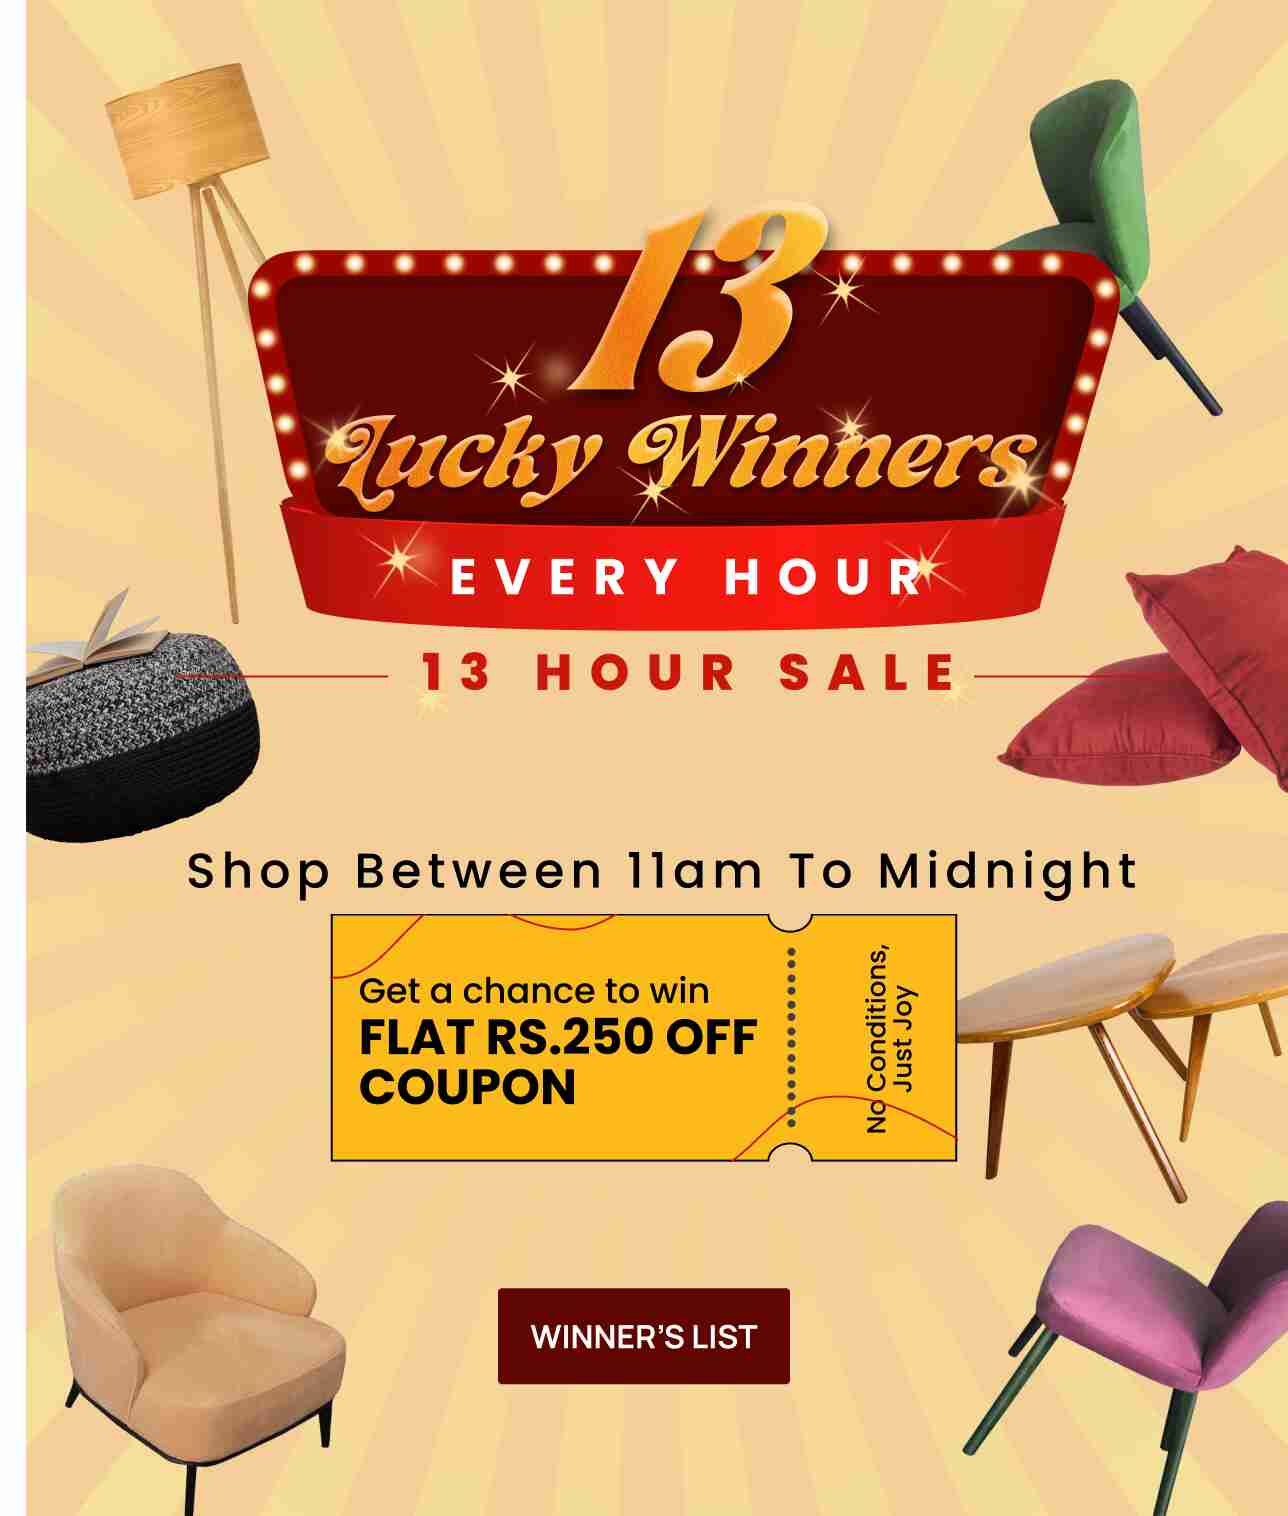 13
Lucky Winners
EVERY HOUR
13 HOUR SALE
Shop Between 11am To Midnight
Get a chance to win
FLAT RS.250 OFF
COUPON
No Conditions,
Just Joy
WINNER'S LIST